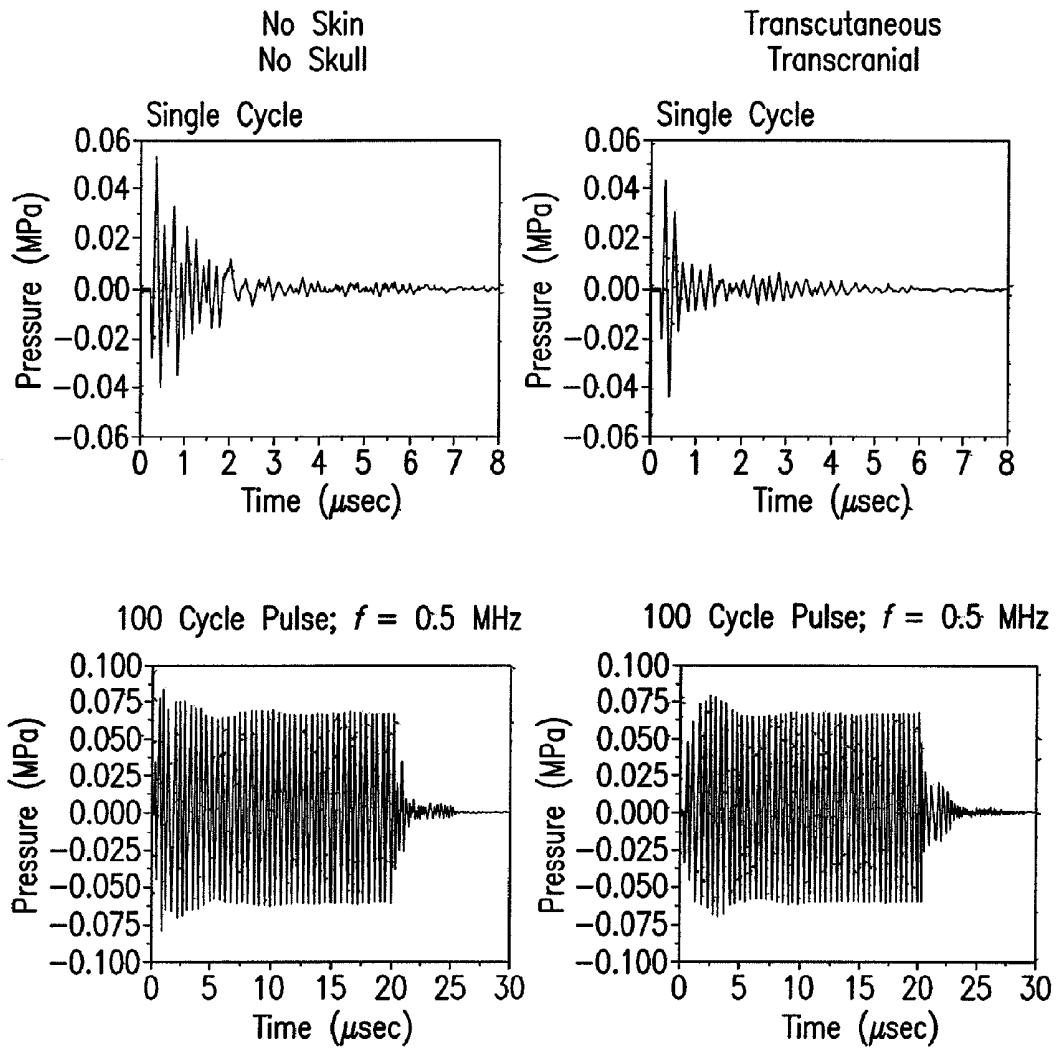 No Skin
No Skull
Transcutaneous
Transcranial
Single Cycle
0.06
0.04
0.02
0.00
−0.02
−0.04
−0.06
Pressure (MPa)
0 1 2 3 4 5 6 7 8
Time (μsec)
Single Cycle
0.06
0.04
0.02
0.00
−0.02
−0.04
−0.06
Pressure (MPa)
0 1 2 3 4 5 6 7 8
Time (μsec)
100 Cycle Pulse; f = 0.5 MHz
0.100
0.075
0.050
0.025
0.000
−0.025
−0.050
−0.075
−0.100
Pressure (MPa)
0 5 10 15 20 25 30
Time (μsec)
100 Cycle Pulse; f = 0.5 MHz
0.100
0.075
0.050
0.025
0.000
−0.025
−0.050
−0.075
−0.100
Pressure (MPa)
0 5 10 15 20 25 30
Time (μsec)